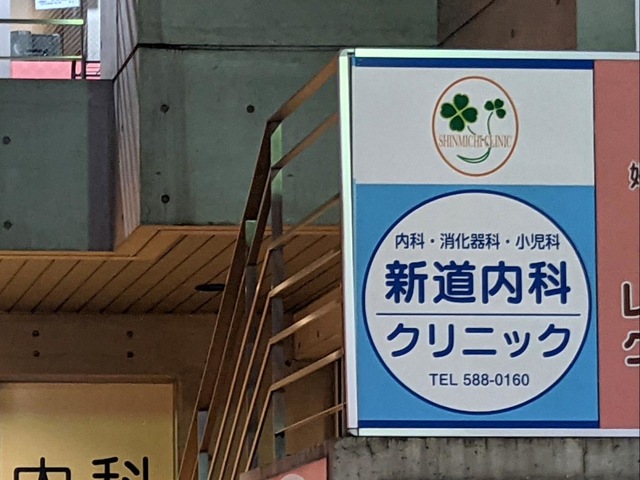 SHINMICHI CLINIC
内科・消化器科・小児科
新道内科
クリニック
TEL 588-0160
内科